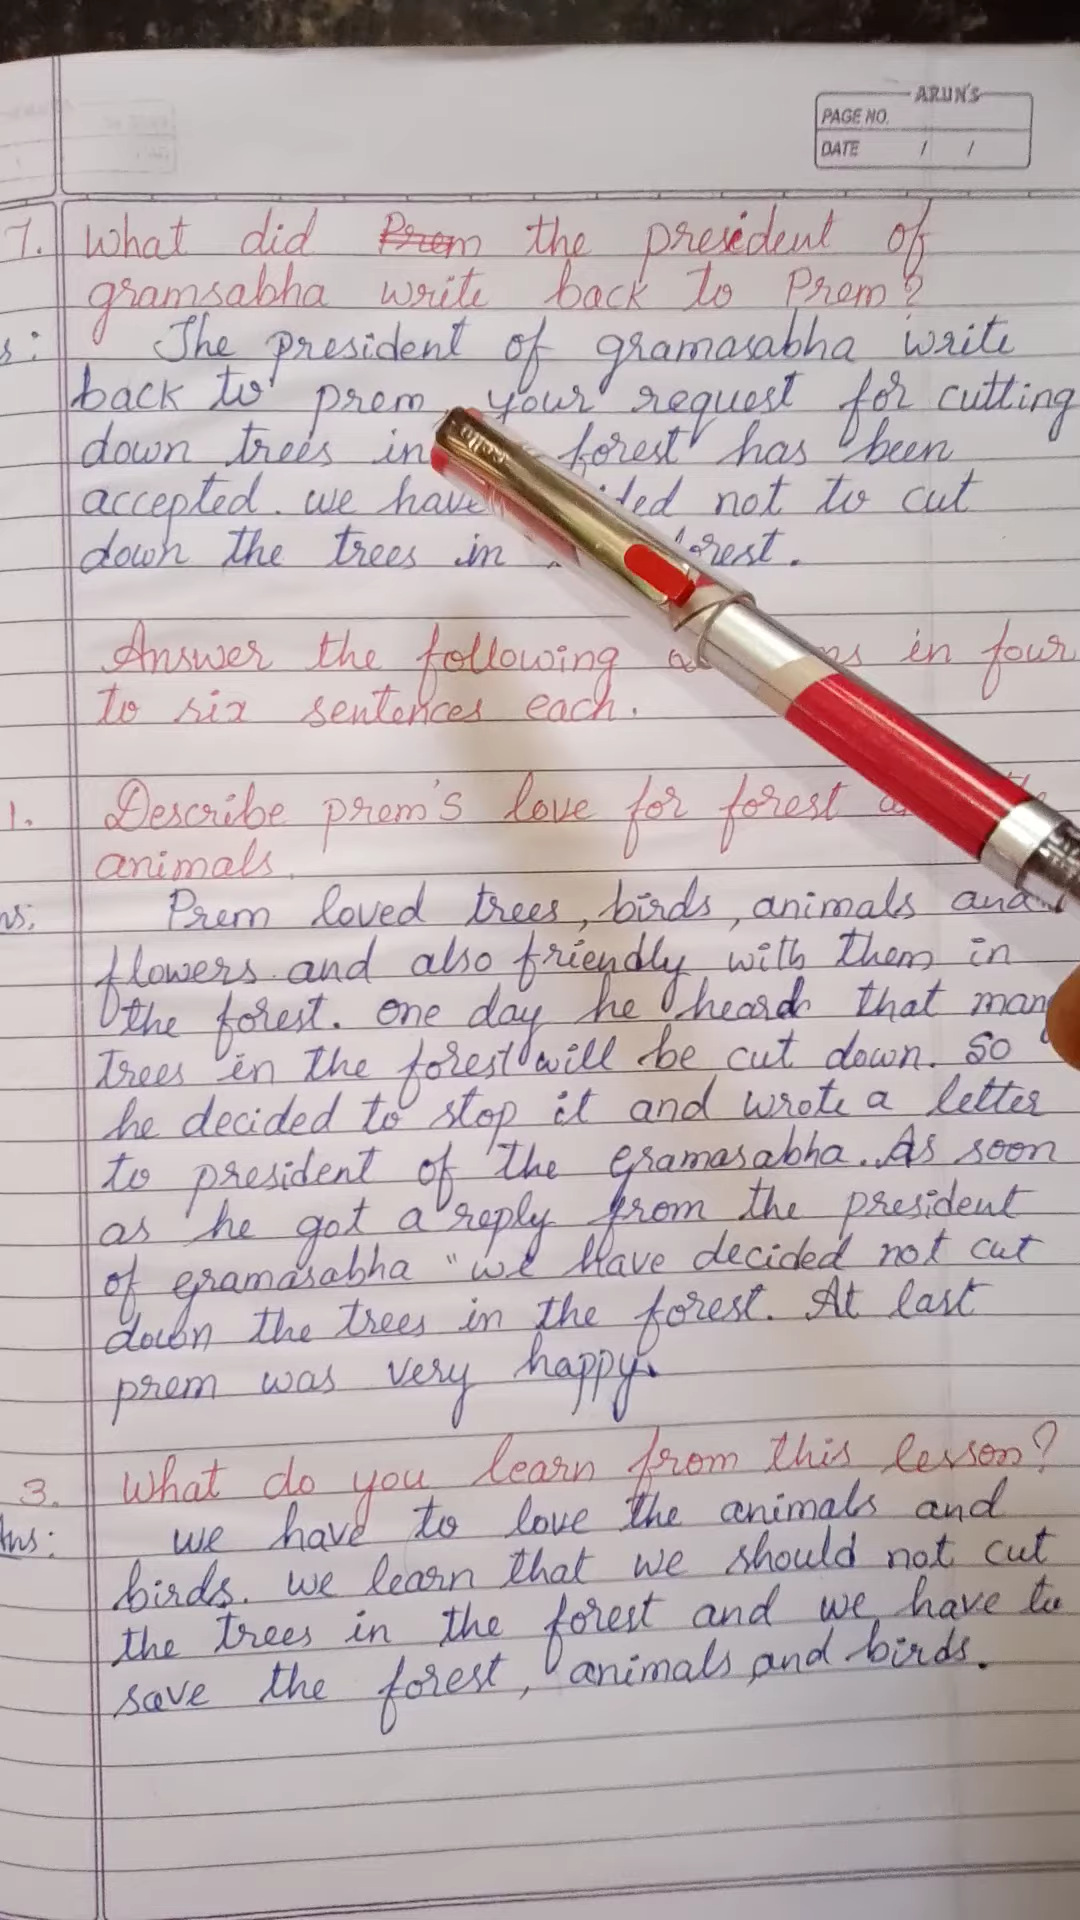 ARUN'S
PAGE NO.
DATE / /
7. What did Prem the president of
gramsabha write back to Prem?
s: The president of gramasabha write
back to prem your request for cutting
down trees in forest has been
accepted. we have ided not to cut
down the trees in orest.
Answer the following ns in four
to six sentences each.
1. Describe prem's love for forest
animals.
ns: Prem loved trees, birds, animals and
flowers and also friendly with them in
the forest. one day he heard that man
trees in the forest will be cut down. So
he decided to stop it and wrote a letter
to president of the gramasabha. As soon
as he got a reply from the president
of gramasabha "we have decided not cut
down the trees in the forest. At last
prem was very happy.
3. What do you learn from this lesson?
Ans: we have to love the animals and
birds. we learn that we should not cut
the trees in the forest and we have to
save the forest, animals and birds.